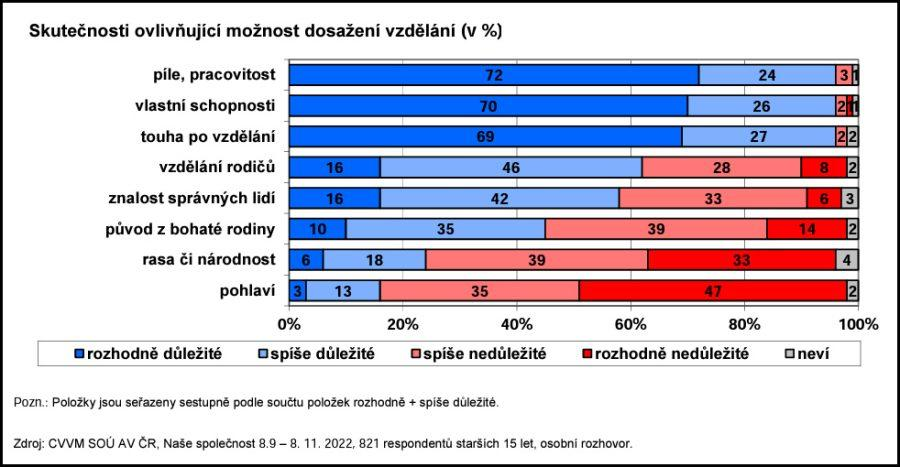 Skutečnosti ovlivňující možnost dosažení vzdělání (v %)
píle, pracovitost 72 24 3 1
vlastní schopnosti 70 26 2 1 1
touha po vzdělání 69 27 2 2
vzdělání rodičů 16 46 28 8 2
znalost správných lidí 16 42 33 6 3
původ z bohaté rodiny 10 35 39 14 2
rasa či národnost 6 18 39 33 4
pohlaví 3 13 35 47 2
0% 20% 40% 60% 80% 100%
rozhodně důležité spíše důležité spíše nedůležité rozhodně nedůležité neví
Pozn.: Položky jsou seřazeny sestupně podle součtu položek rozhodně + spíše důležité.
Zdroj: CVVM SOÚ AV ČR, Naše společnost 8.9 – 8. 11. 2022, 821 respondentů starších 15 let, osobní rozhovor.